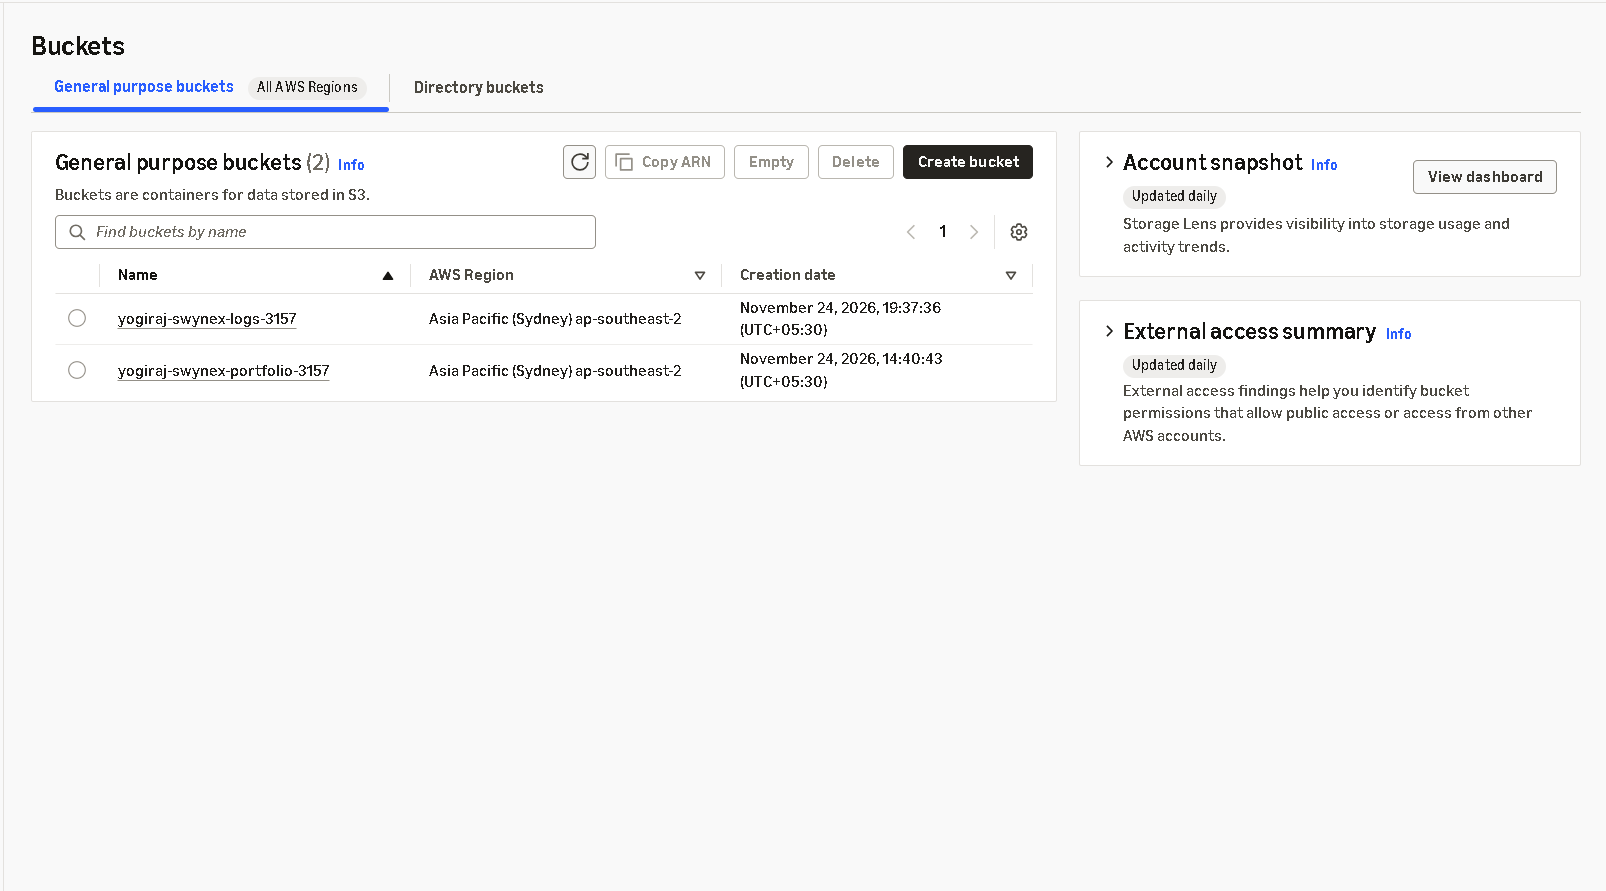 Buckets
General purpose buckets All AWS Regions Directory buckets
General purpose buckets (2) Info
Copy ARN Empty Delete Create bucket
Buckets are containers for data stored in S3.
Find buckets by name
1
Name AWS Region Creation date
yogiraj-swynex-logs-3157 Asia Pacific (Sydney) ap-southeast-2 November 24, 2026, 19:37:36
(UTC+05:30)
yogiraj-swynex-portfolio-3157 Asia Pacific (Sydney) ap-southeast-2 November 24, 2026, 14:40:43
(UTC+05:30)
Account snapshot Info
View dashboard
Updated daily
Storage Lens provides visibility into storage usage and
activity trends.
External access summary Info
Updated daily
External access findings help you identify bucket
permissions that allow public access or access from other
AWS accounts.